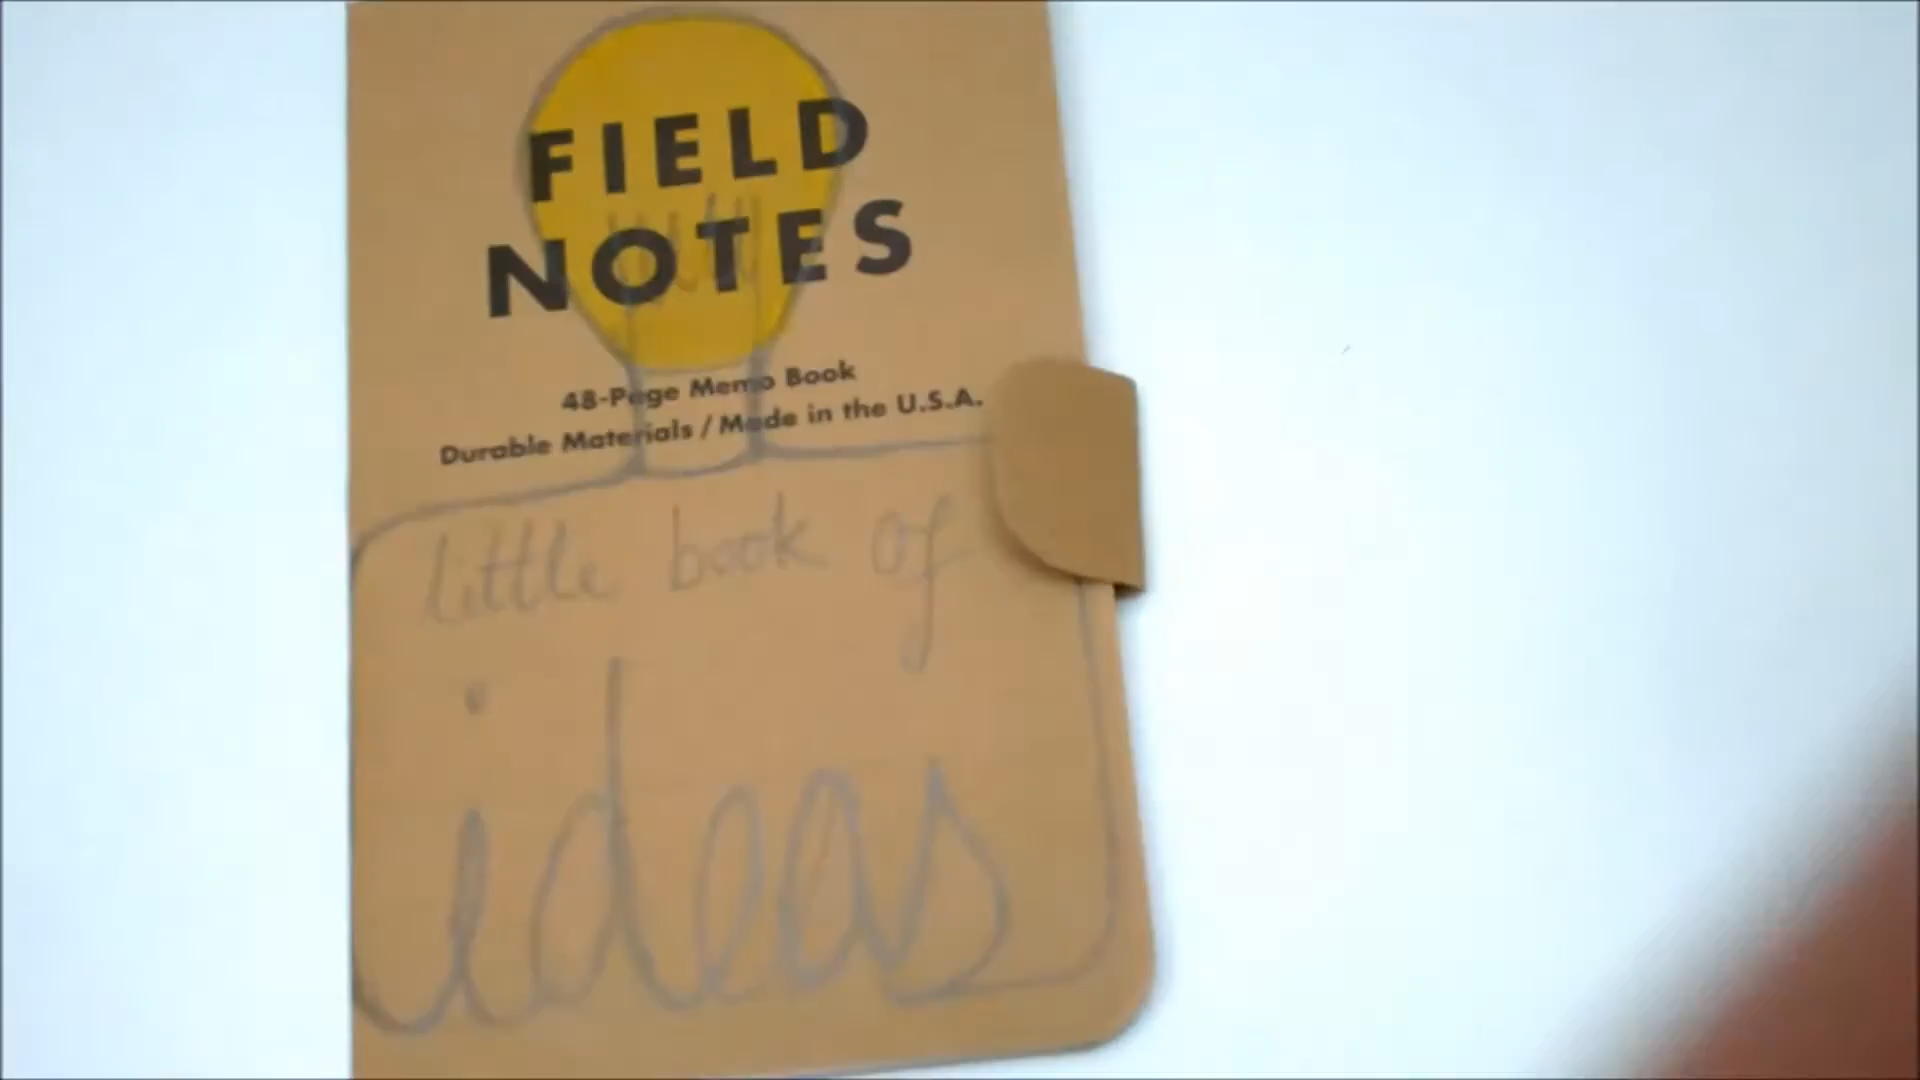 FIELD
NOTES
48-Page Memo Book
Durable Materials / Made in the U.S.A.
little book of
ideas